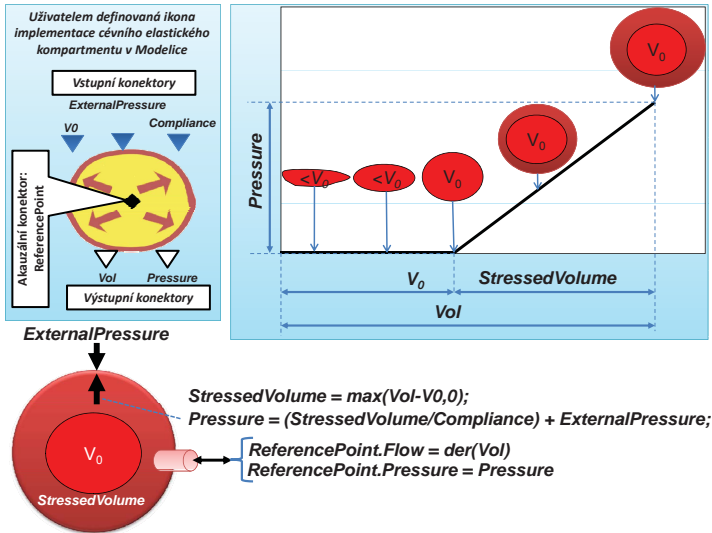 Uživatelem definovaná ikona
implementace cévního elastického
kompartmentu v Modelice
Vstupní konektory
ExternalPressure
V0
Compliance
Akauzální konektor:
ReferencePoint
Vol
Pressure
Výstupní konektory
Pressure
<V0
<V0
V0
V0
V0
V0
StressedVolume
Vol
ExternalPressure
V0
StressedVolume
StressedVolume = max(Vol-V0,0);
Pressure = (StressedVolume/Compliance) + ExternalPressure;
ReferencePoint.Flow = der(Vol)
ReferencePoint.Pressure = Pressure